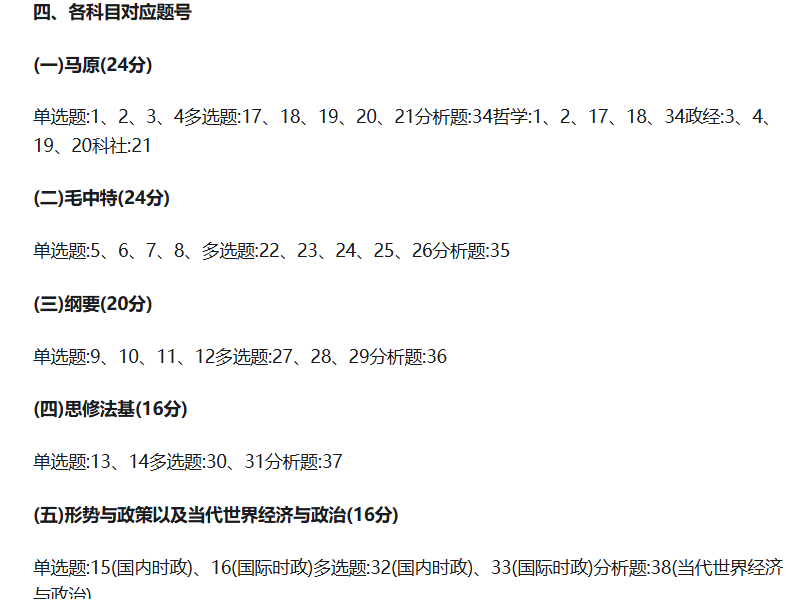 四、各科目对应题号
(一)马原(24分)
单选题:1、2、3、4多选题:17、18、19、20、21分析题:34哲学:1、2、17、18、34政经:3、4、
19、20科社:21
(二)毛中特(24分)
单选题:5、6、7、8、多选题:22、23、24、25、26分析题:35
(三)纲要(20分)
单选题:9、10、11、12多选题:27、28、29分析题:36
(四)思修法基(16分)
单选题:13、14多选题:30、31分析题:37
(五)形势与政策以及当代世界经济与政治(16分)
单选题:15(国内时政)、16(国际时政)多选题:32(国内时政)、33(国际时政)分析题:38(当代世界经济
与政治)